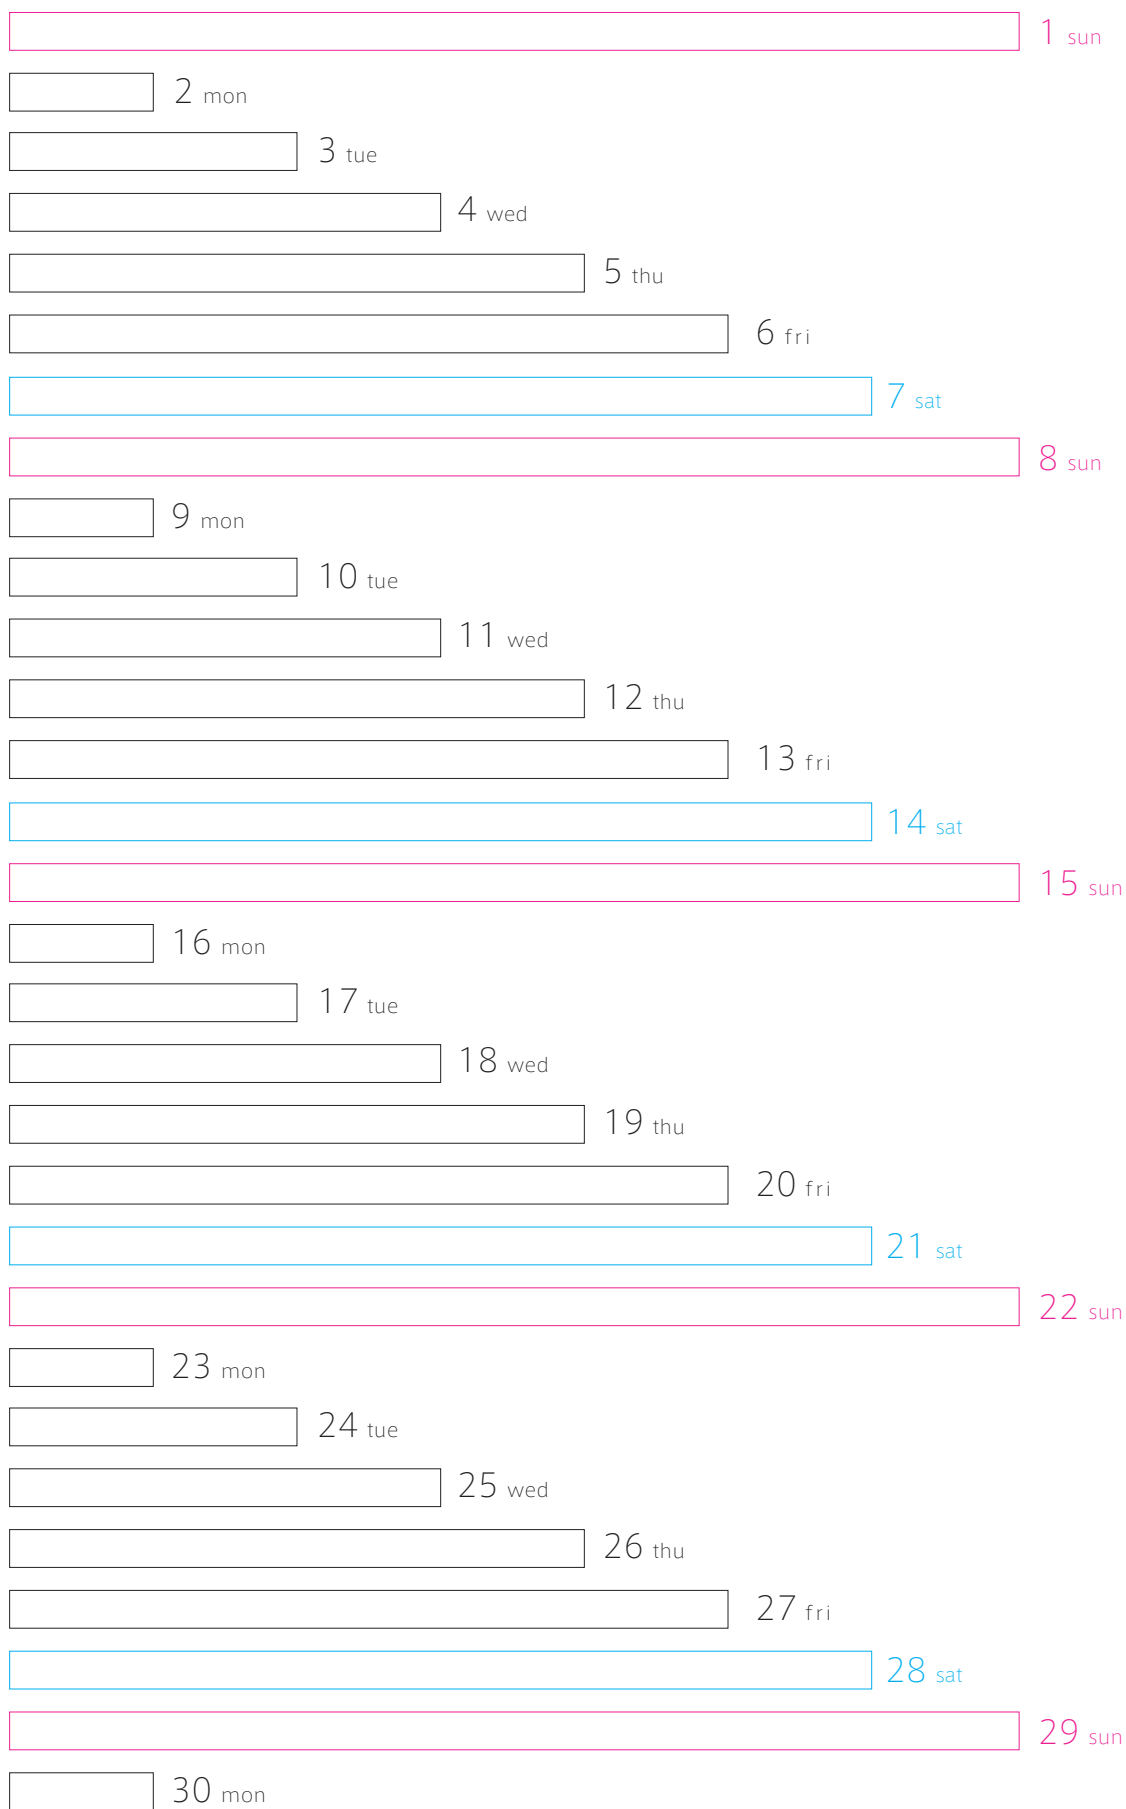 1 sun
2 mon
3 tue
4 wed
5 thu
6 fri
7 sat
8 sun
9 mon
10 tue
11 wed
12 thu
13 fri
14 sat
15 sun
16 mon
17 tue
18 wed
19 thu
20 fri
21 sat
22 sun
23 mon
24 tue
25 wed
26 thu
27 fri
28 sat
29 sun
30 mon